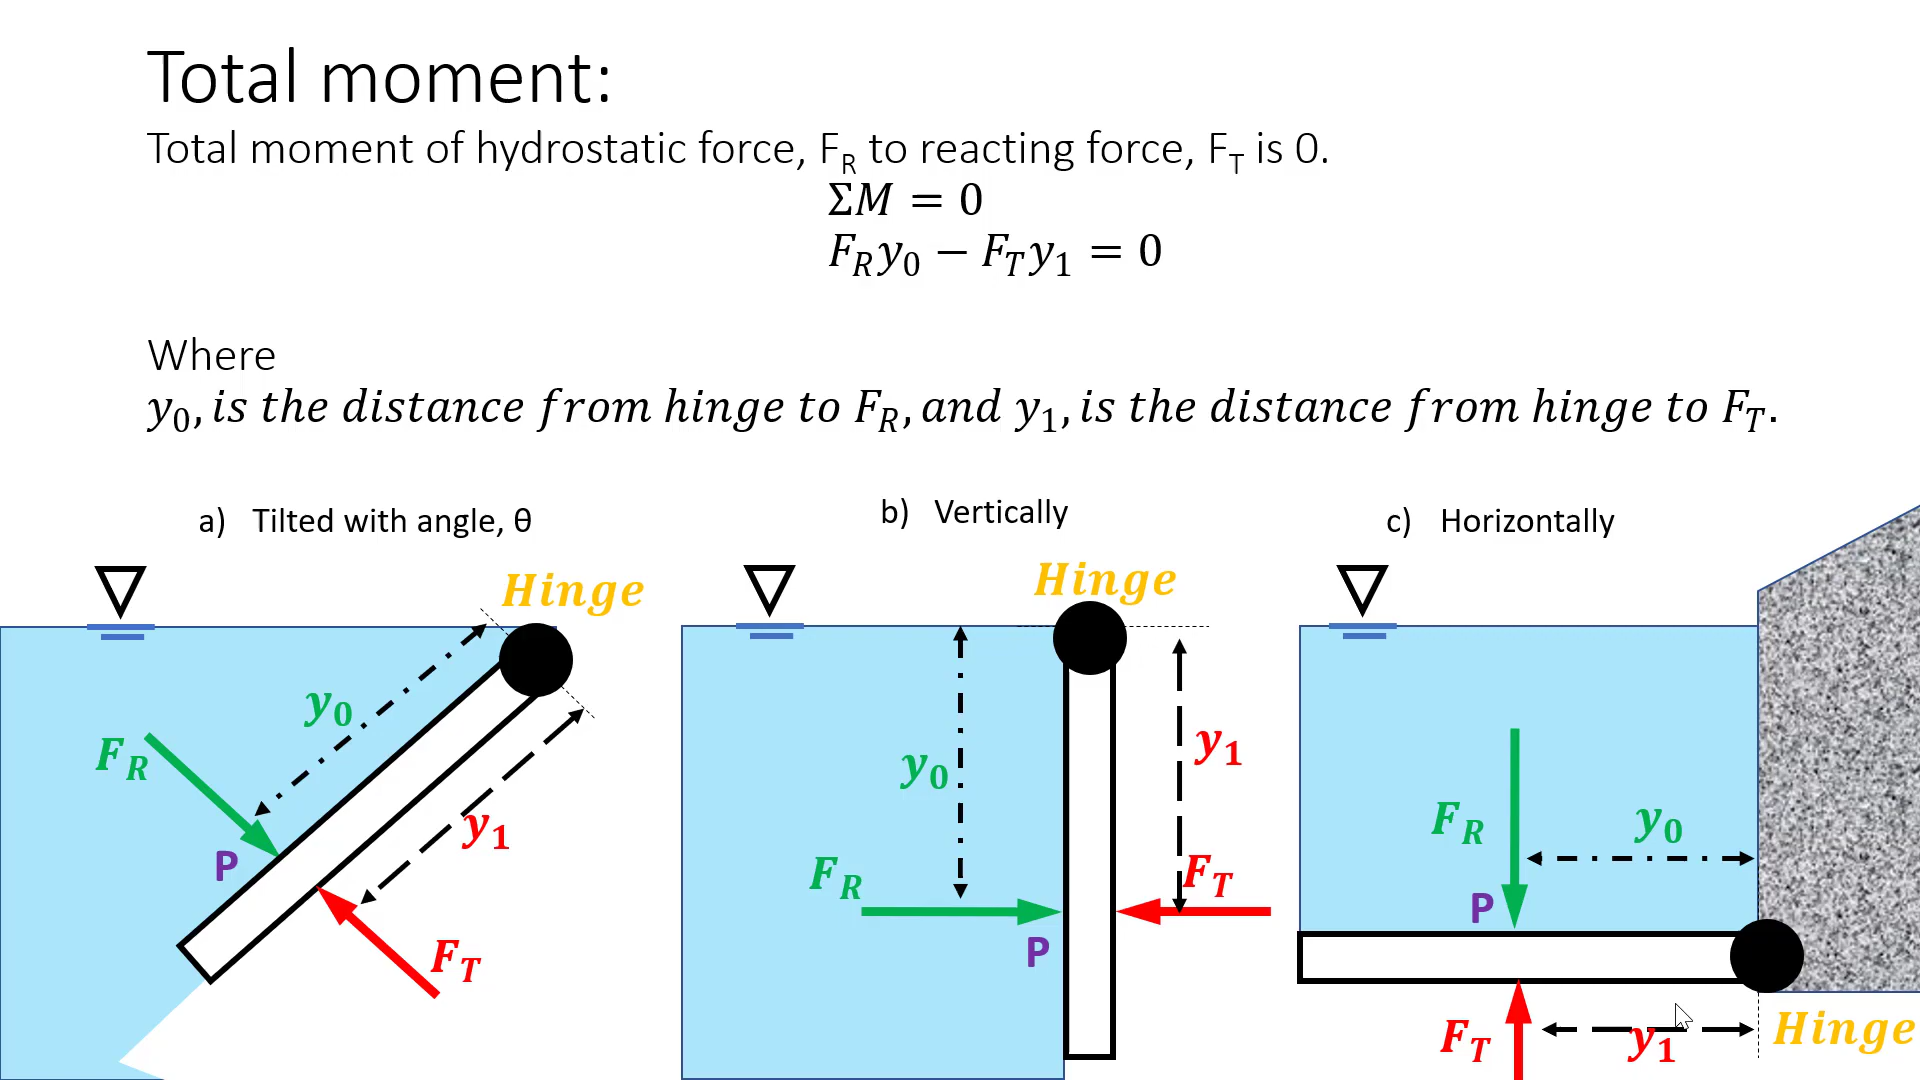 Total moment:
Total moment of hydrostatic force, F_R to reacting force, F_T is 0.
ΣM = 0
F_R y_0 − F_T y_1 = 0
Where
y_0, is the distance from hinge to F_R, and y_1, is the distance from hinge to F_T.
a) Tilted with angle, θ
b) Vertically
c) Horizontally
Hinge
y_0
F_R
y_1
P
F_T
Hinge
y_1
y_0
F_R
F_T
P
F_R
y_0
P
F_T
y_1
Hinge